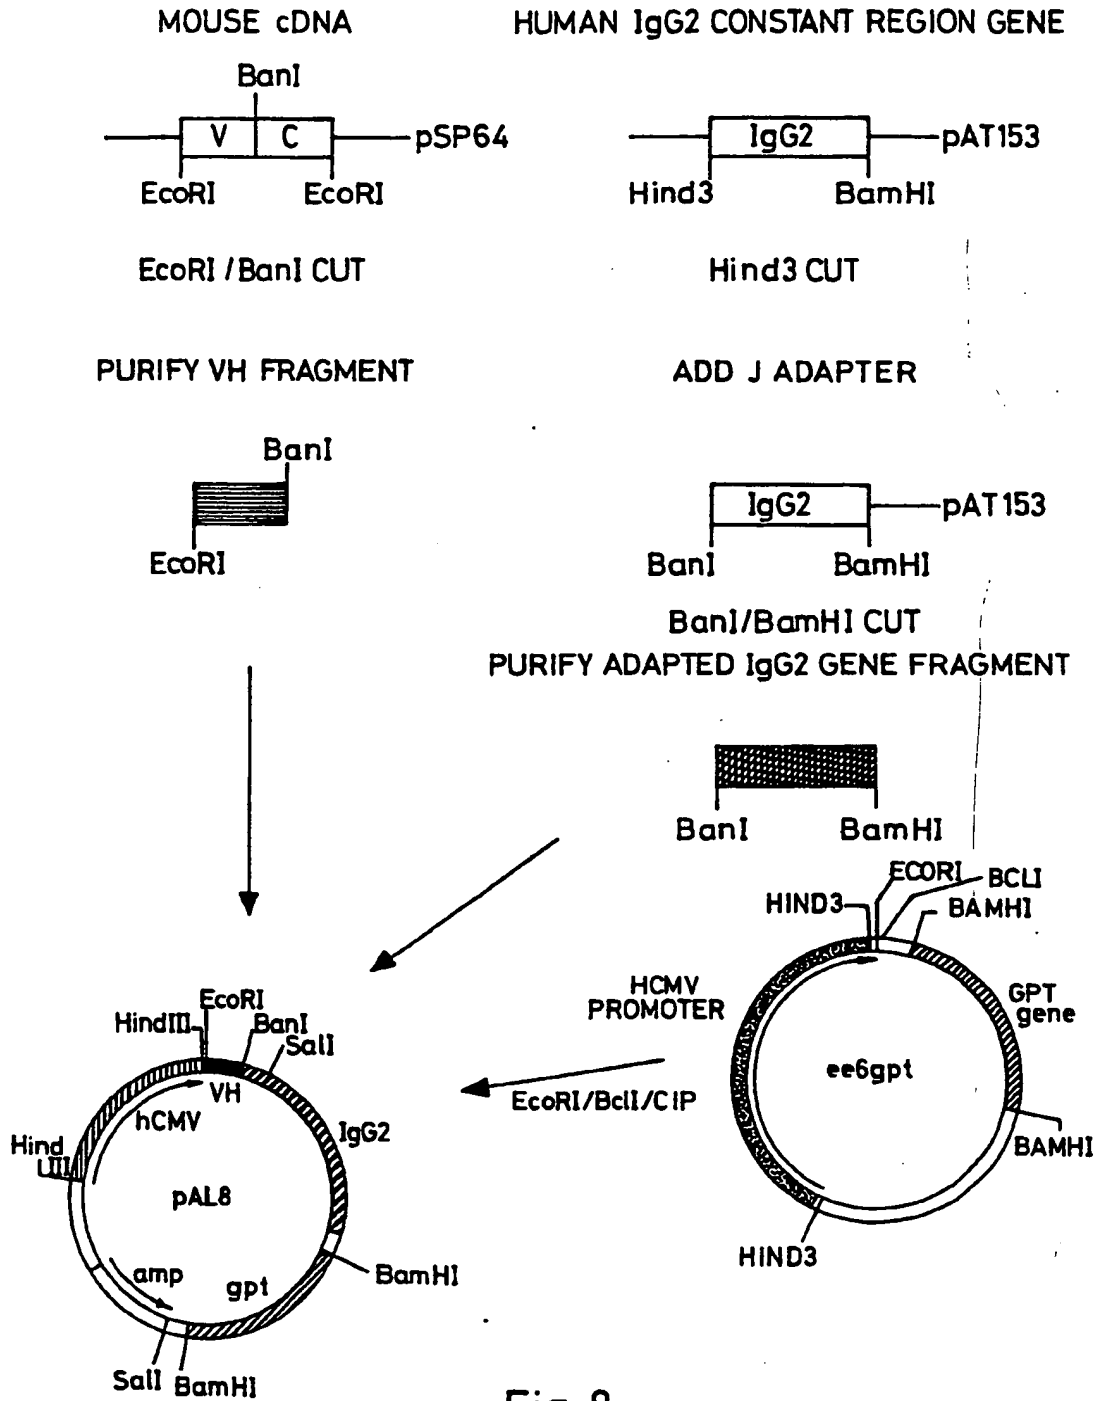 MOUSE cDNA
HUMAN IgG2 CONSTANT REGION GENE
BanI
V C
pSP64
EcoRI EcoRI
IgG2
pAT153
Hind3 BamHI
EcoRI/BanI CUT
Hind3 CUT
PURIFY VH FRAGMENT
ADD J ADAPTER
BanI
EcoRI
IgG2
pAT153
BanI BamHI
BanI/BamHI CUT
PURIFY ADAPTED IgG2 GENE FRAGMENT
BanI BamHI
ECORI
BCLI
HIND3
BAMHI
HCMV
PROMOTER
GPT
gene
ee6gpt
BAMHI
HIND3
EcoRI/BclI/CIP
EcoRI
HindIII
BanI
SalI
VH
hCMV
IgG2
Hind
III
pAL8
amp
gpt
BamHI
SalI
BamHI